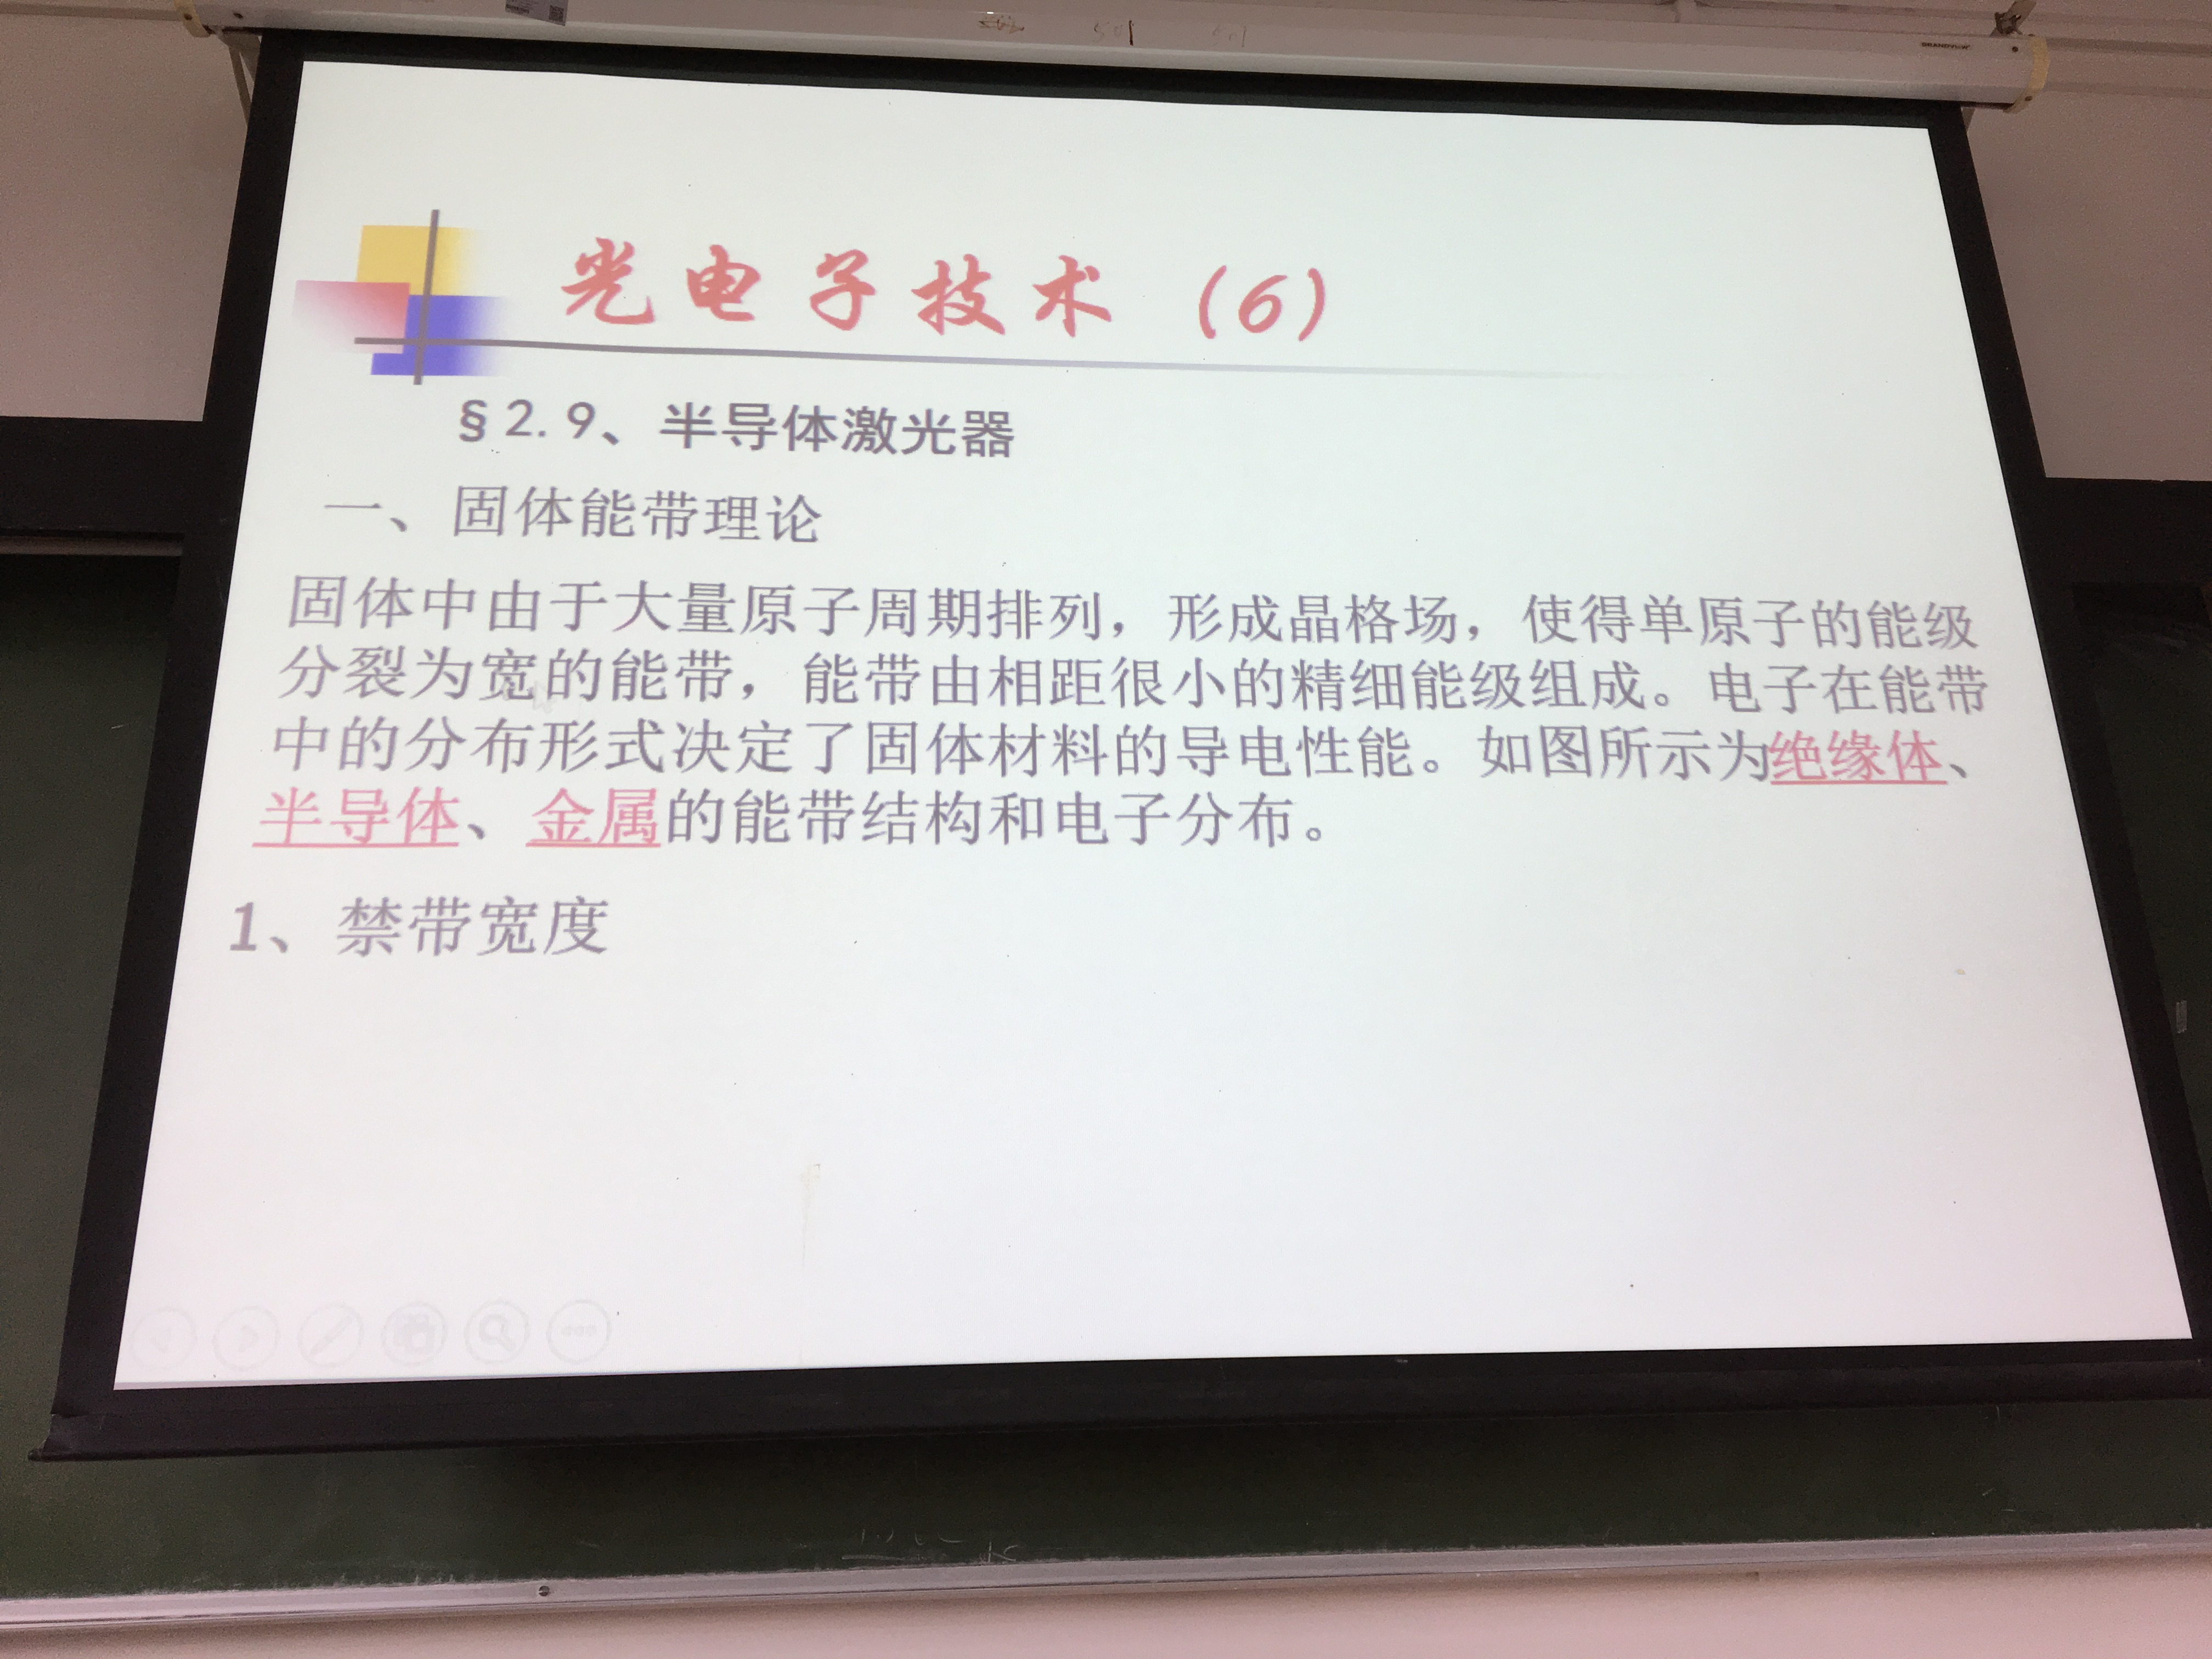 光电子技术（6）
§2.9、半导体激光器
一、固体能带理论
固体中由于大量原子周期排列，形成晶格场，使得单原子的能级
分裂为宽的能带，能带由相距很小的精细能级组成。电子在能带
中的分布形式决定了固体材料的导电性能。如图所示为绝缘体、
半导体、金属的能带结构和电子分布。
1、禁带宽度